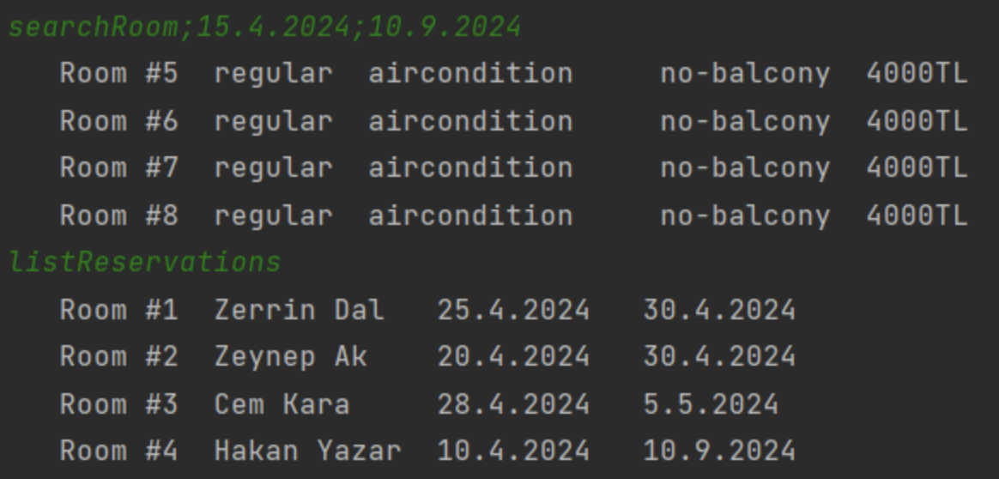 searchRoom;15.4.2024;10.9.2024
Room #5 regular aircondition no-balcony 4000TL
Room #6 regular aircondition no-balcony 4000TL
Room #7 regular aircondition no-balcony 4000TL
Room #8 regular aircondition no-balcony 4000TL
listReservations
Room #1 Zerrin Dal 25.4.2024 30.4.2024
Room #2 Zeynep Ak 20.4.2024 30.4.2024
Room #3 Cem Kara 28.4.2024 5.5.2024
Room #4 Hakan Yazar 10.4.2024 10.9.2024